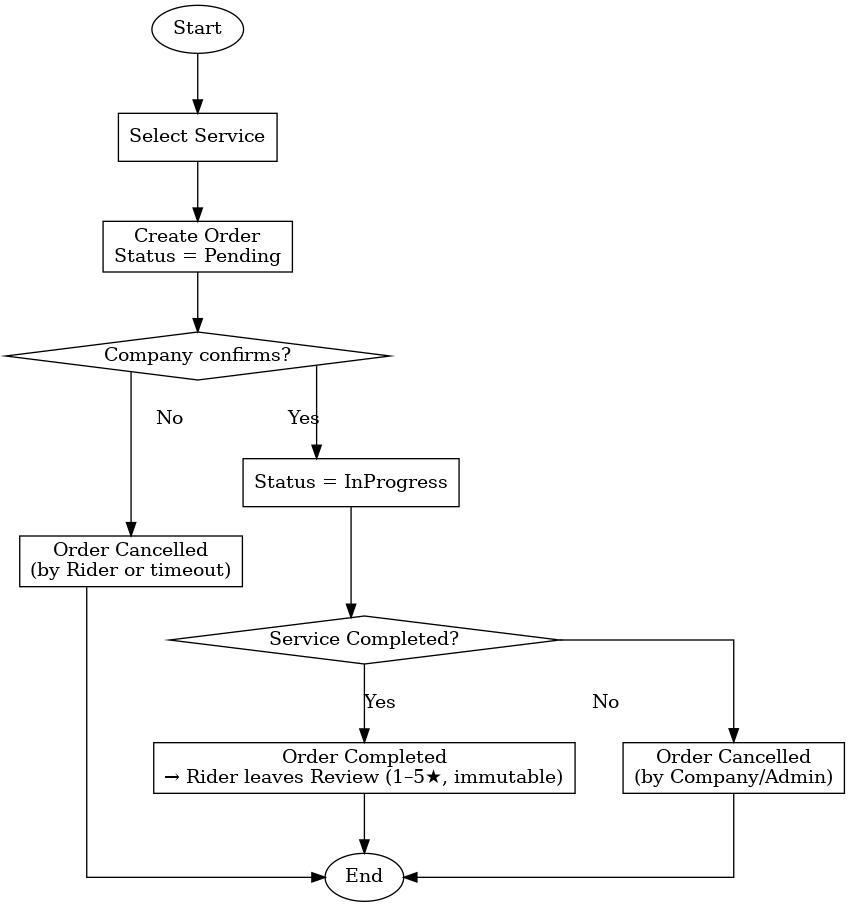 Start
Select Service
Create Order
Status = Pending
Company confirms?
No
Yes
Status = InProgress
Order Cancelled
(by Rider or timeout)
Service Completed?
Yes
No
Order Completed
→ Rider leaves Review (1–5★, immutable)
Order Cancelled
(by Company/Admin)
End